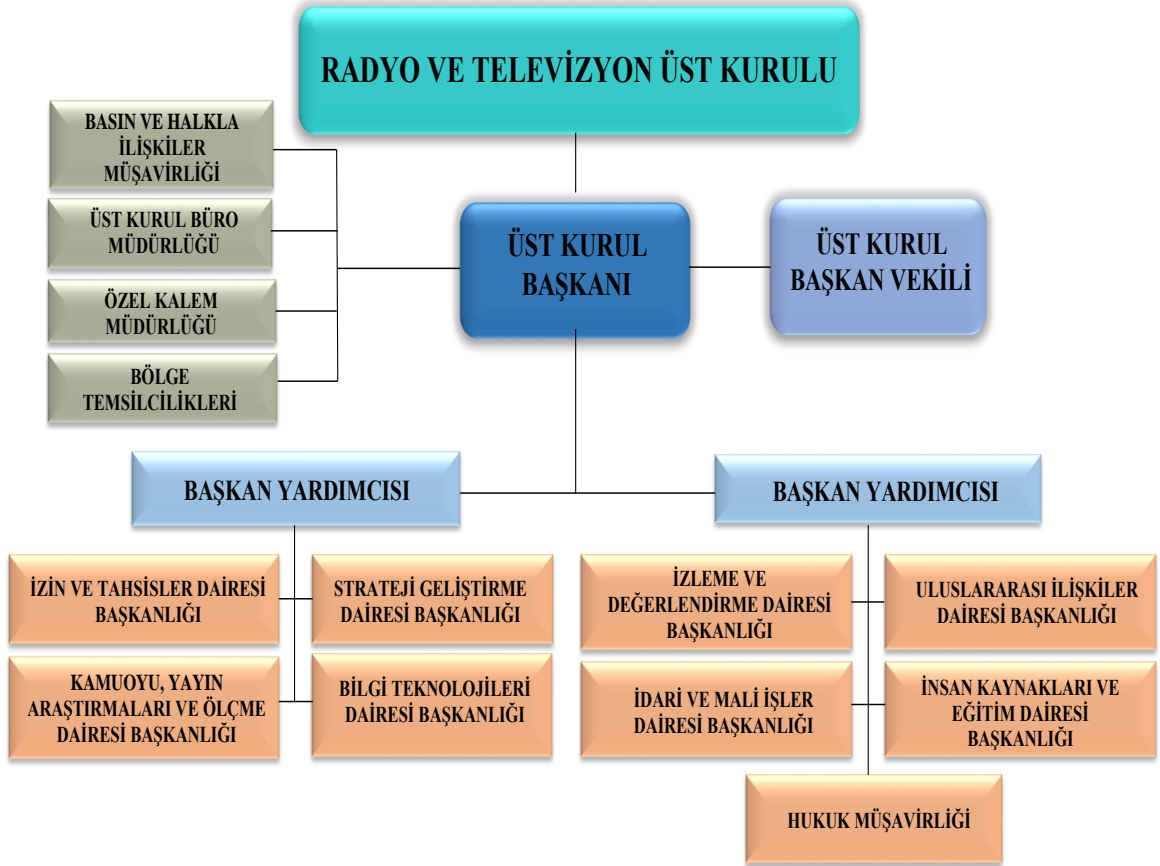 RADYO VE TELEVİZYON ÜST KURULU
BASIN VE HALKLA
İLİŞKİLER
MÜŞAVİRLİĞİ
ÜST KURUL BÜRO
MÜDÜRLÜĞÜ
ÖZEL KALEM
MÜDÜRLÜĞÜ
BÖLGE
TEMSİLCİLİKLERİ
ÜST KURUL
BAŞKANI
ÜST KURUL
BAŞKAN VEKİLİ
BAŞKAN YARDIMCISI
BAŞKAN YARDIMCISI
İZİN VE TAHSİSLER DAİRESİ
BAŞKANLIĞI
STRATEJİ GELİŞTİRME
DAİRESİ BAŞKANLIĞI
KAMUOYU, YAYIN
ARAŞTIRMALARI VE ÖLÇME
DAİRESİ BAŞKANLIĞI
BİLGİ TEKNOLOJİLERİ
DAİRESİ BAŞKANLIĞI
İZLEME VE
DEĞERLENDİRME DAİRESİ
BAŞKANLIĞI
ULUSLARARASI İLİŞKİLER
DAİRESİ BAŞKANLIĞI
İDARİ VE MALİ İŞLER
DAİRESİ BAŞKANLIĞI
İNSAN KAYNAKLARI VE
EĞİTİM DAİRESİ
BAŞKANLIĞI
HUKUK MÜŞAVİRLİĞİ